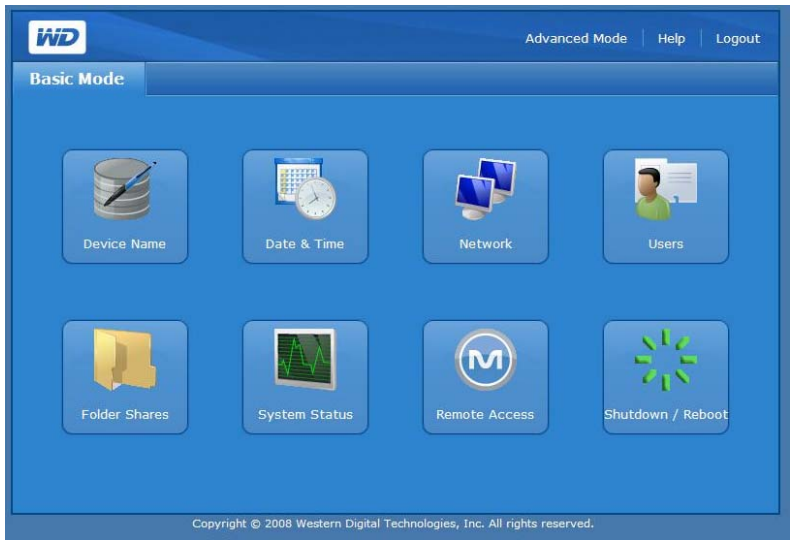 WD
Advanced Mode Help Logout
Basic Mode
Device Name
Date & Time
Network
Users
Folder Shares
System Status
M
Remote Access
Shutdown / Reboot
Copyright © 2008 Western Digital Technologies, Inc. All rights reserved.